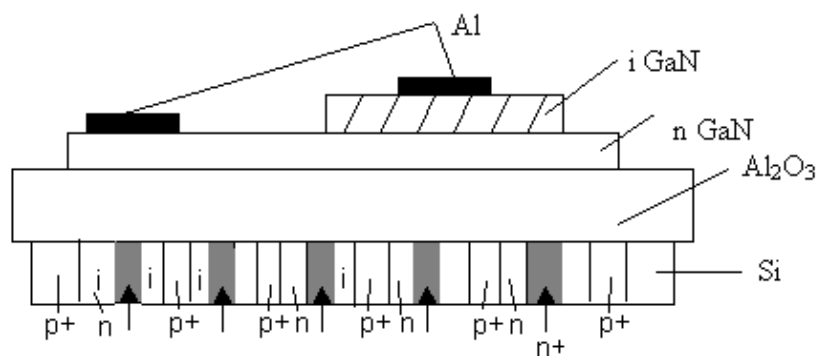 Al
i GaN
n GaN
Al₂O₃
Si
i i i i
p+ n p+ p+ n p+ n p+ n n+ p+